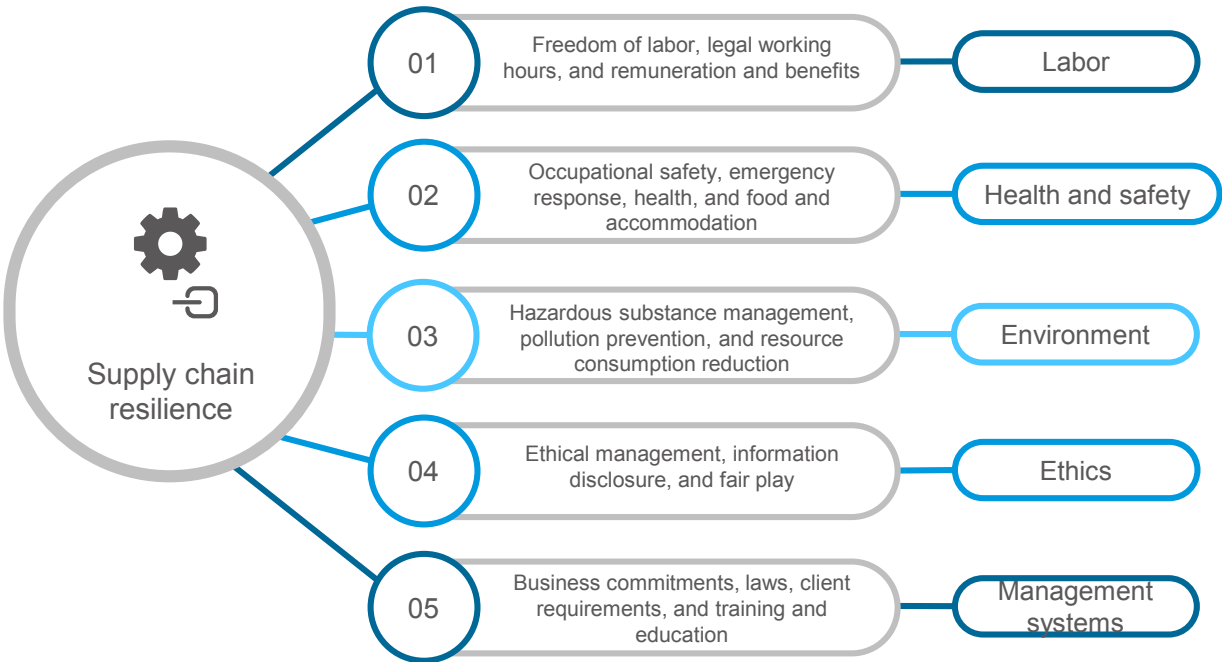 Supply chain
resilience
01
Freedom of labor, legal working
hours, and remuneration and benefits
Labor
02
Occupational safety, emergency
response, health, and food and
accommodation
Health and safety
03
Hazardous substance management,
pollution prevention, and resource
consumption reduction
Environment
04
Ethical management, information
disclosure, and fair play
Ethics
05
Business commitments, laws, client
requirements, and training and
education
Management
systems